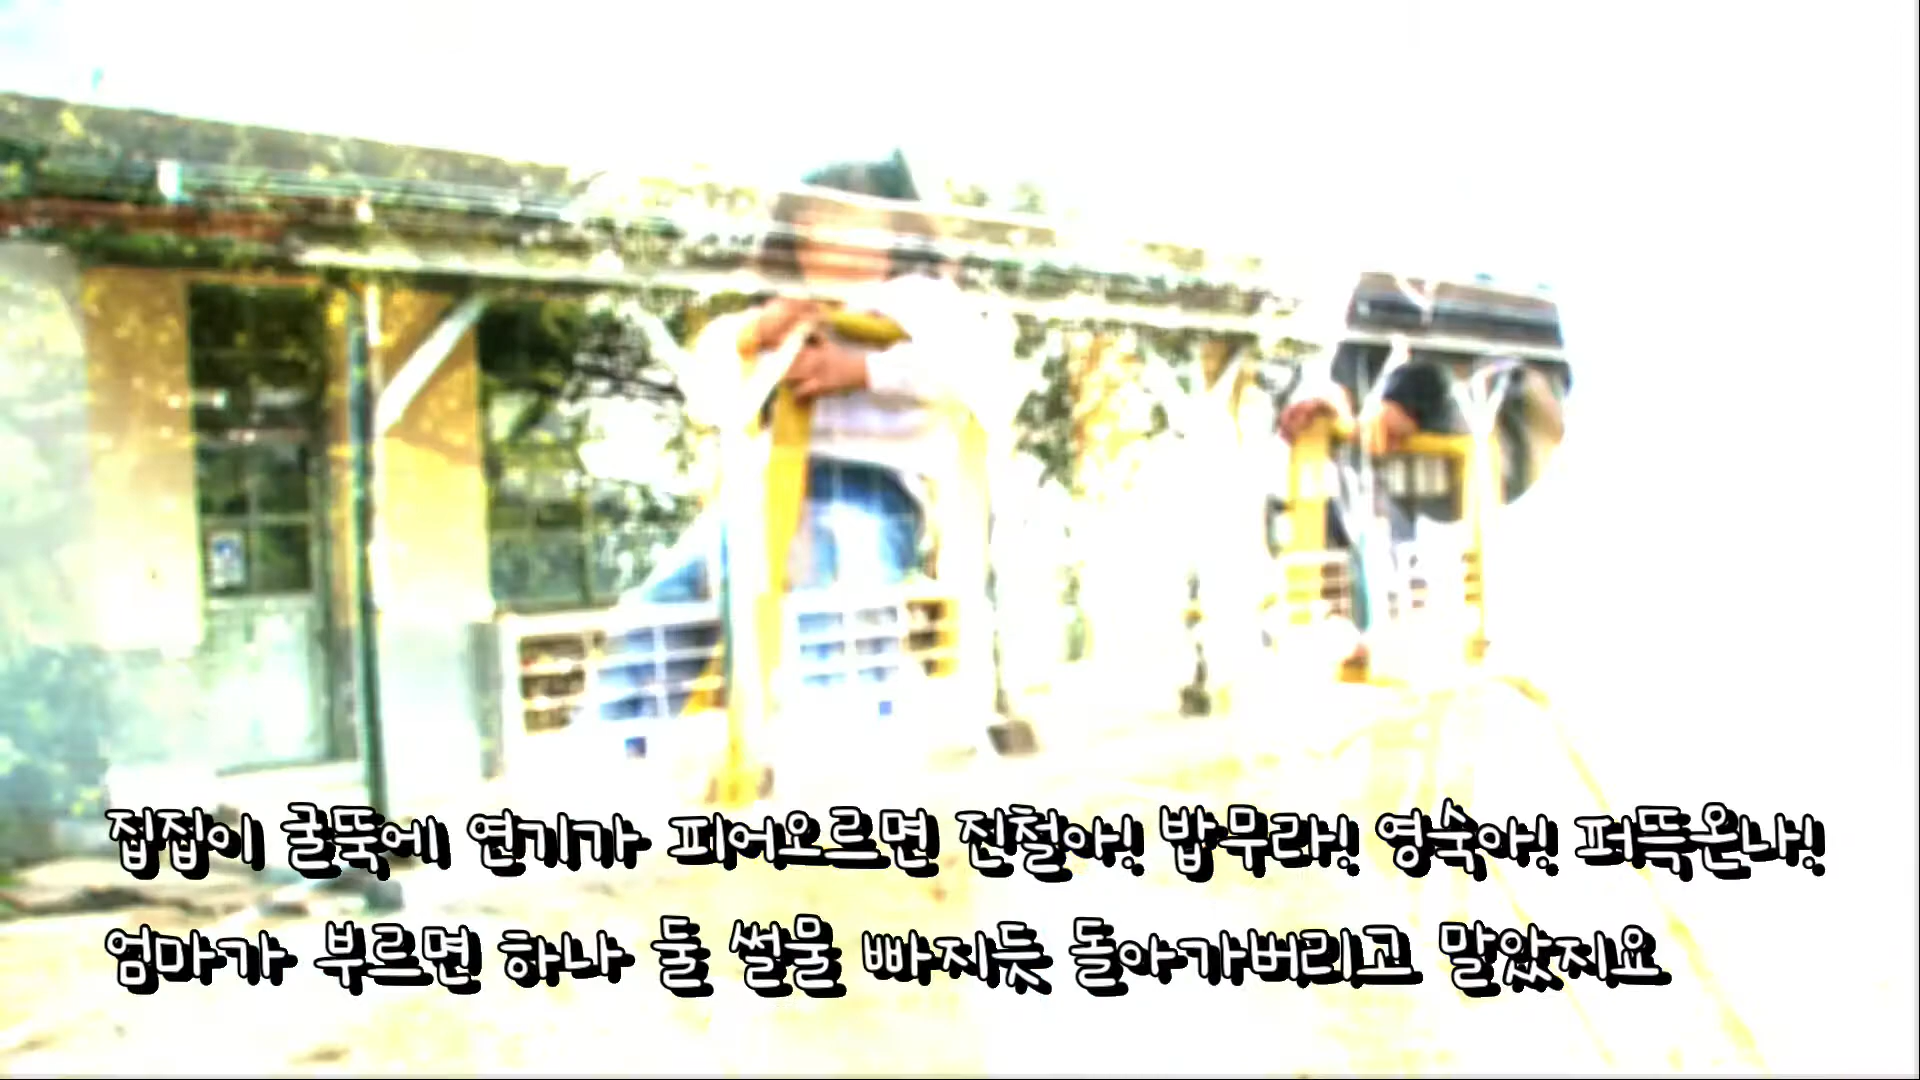 집집이 굴뚝에 연기가 피어오르면 진철아! 밥무라! 영숙아! 퍼뜩온나!
엄마가 부르면 하나 둘 썰물 빠지듯 돌아가버리고 말았지요